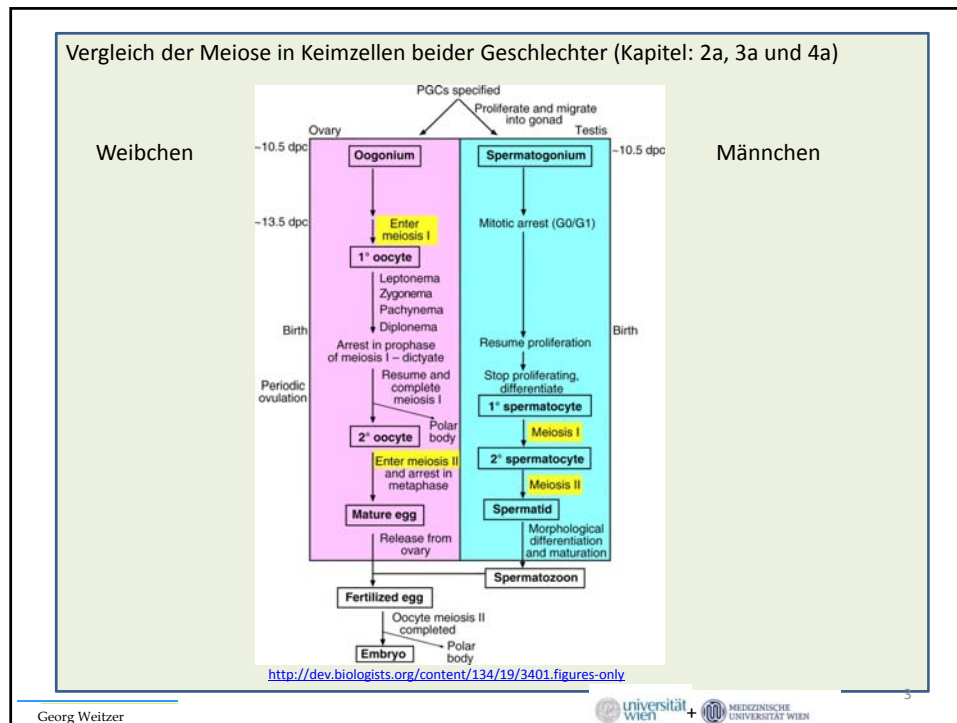 Vergleich der Meiose in Keimzellen beider Geschlechter (Kapitel: 2a, 3a und 4a)
PGCs specified
Proliferate and migrate
into gonad
Ovary
Testis
Weibchen
Männchen
~10.5 dpc
Oogonium
Spermatogonium
~10.5 dpc
~13.5 dpc
Enter
meiosis I
Mitotic arrest (G0/G1)
1° oocyte
Leptonema
Zygonema
Pachynema
Diplonema
Birth
Birth
Arrest in prophase
of meiosis I – dictyate
Resume proliferation
Periodic
ovulation
Resume and
complete
meiosis I
Stop proliferating,
differentiate
1° spermatocyte
Polar
body
Meiosis I
2° oocyte
2° spermatocyte
Enter meiosis II
and arrest in
metaphase
Meiosis II
Mature egg
Spermatid
Release from
ovary
Morphological
differentiation
and maturation
Spermatozoon
Fertilized egg
Oocyte meiosis II
completed
Embryo
Polar
body
http://dev.biologists.org/content/134/19/3401.figures-only
3
Georg Weitzer
universität
wien
+
MEDIZINISCHE
UNIVERSITÄT WIEN